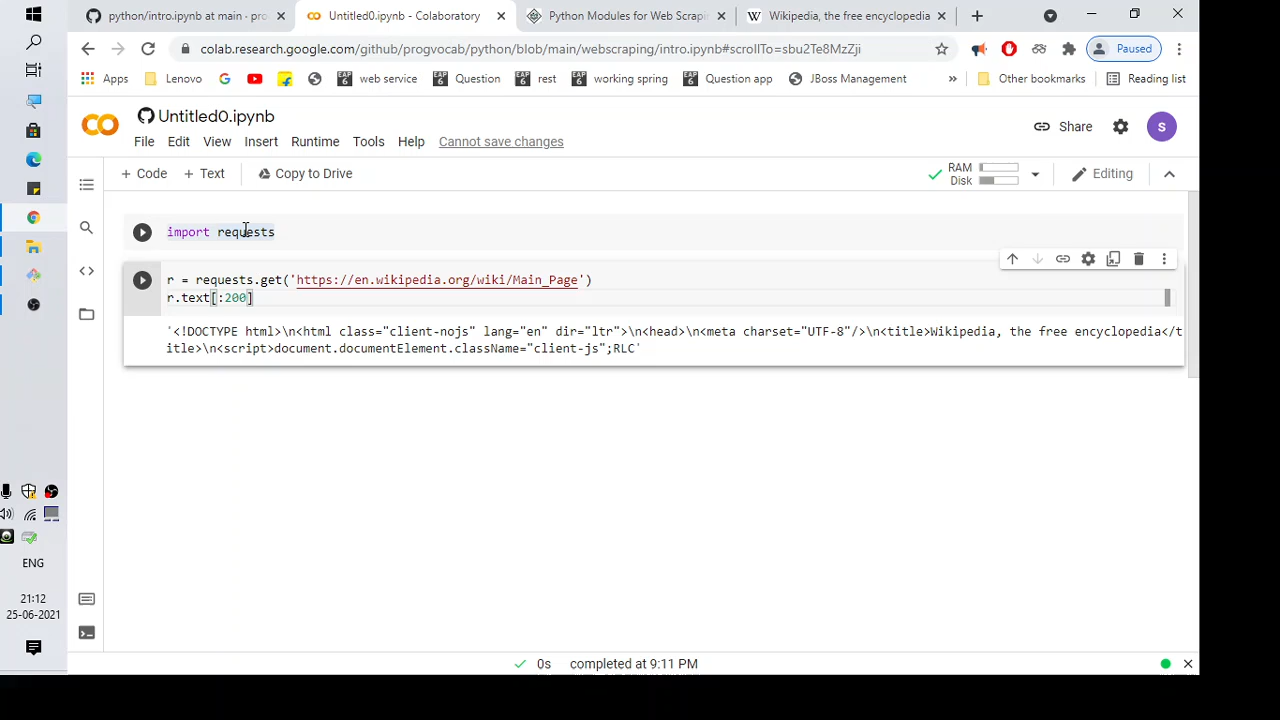 python/intro.ipynb at main · pro
Untitled0.ipynb - Colaboratory
Python Modules for Web Scrapi
Wikipedia, the free encyclopedia
colab.research.google.com/github/progvocab/python/blob/main/webscraping/intro.ipynb#scrollTo=sbu2Te8MzZji
Paused
Apps
Lenovo
web service
Question
rest
working spring
Question app
JBoss Management
»
Other bookmarks
Reading list
Untitled0.ipynb
File Edit View Insert Runtime Tools Help Cannot save changes
Share
S
+ Code + Text Copy to Drive
RAM
Disk
Editing
import requests
r = requests.get('https://en.wikipedia.org/wiki/Main_Page')
r.text[:200]
'<!DOCTYPE html>\n<html class="client-nojs" lang="en" dir="ltr">\n<head>\n<meta charset="UTF-8"/>\n<title>Wikipedia, the free encyclopedia</t
itle>\n<script>document.documentElement.className="client-js";RLC'
ENG
21:12
25-06-2021
0s completed at 9:11 PM